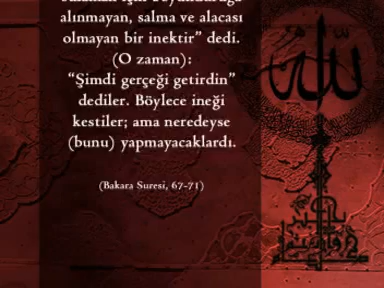 alınmayan, salma ve alacası
olmayan bir inektir” dedi.
(O zaman):
“Şimdi gerçeği getirdin”
dediler. Böylece ineği
kestiler; ama neredeyse
(bunu) yapmayacaklardı.
(Bakara Suresi, 67-71)
الله